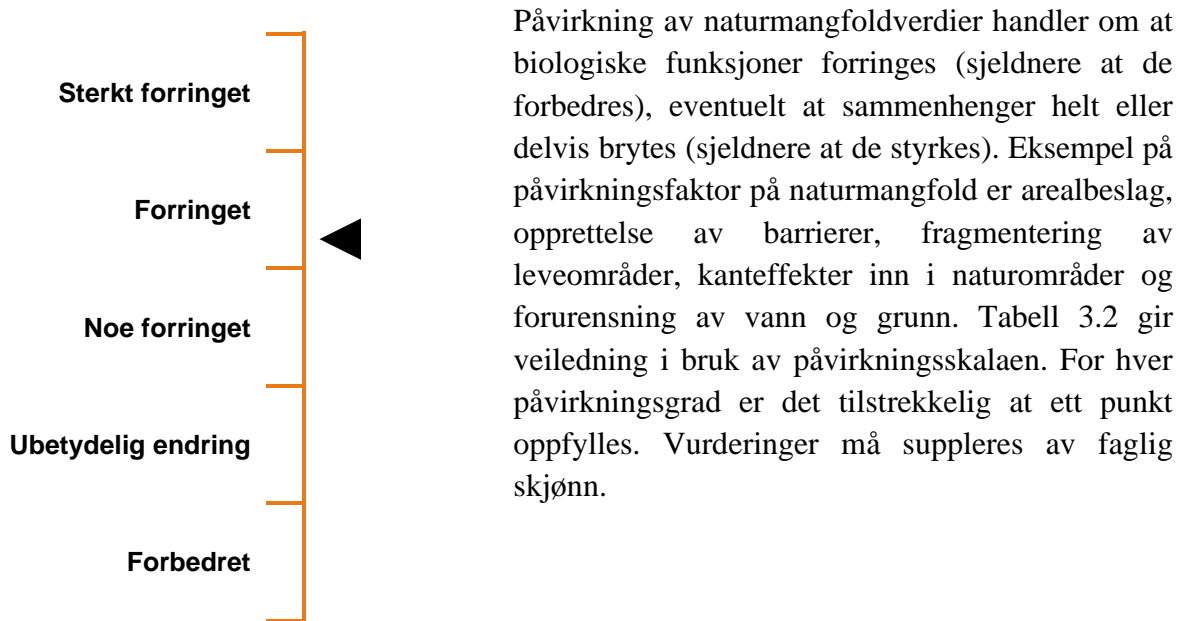 Sterkt forringet
Forringet
Noe forringet
Ubetydelig endring
Forbedret
Påvirkning av naturmangfoldverdier handler om at
biologiske funksjoner forringes (sjeldnere at de
forbedres), eventuelt at sammenhenger helt eller
delvis brytes (sjeldnere at de styrkes). Eksempel på
påvirkningsfaktor på naturmangfold er arealbeslag,
opprettelse av barrierer, fragmentering av
leveområder, kanteffekter inn i naturområder og
forurensning av vann og grunn. Tabell 3.2 gir
veiledning i bruk av påvirkningsskalaen. For hver
påvirkningsgrad er det tilstrekkelig at ett punkt
oppfylles. Vurderinger må suppleres av faglig
skjønn.